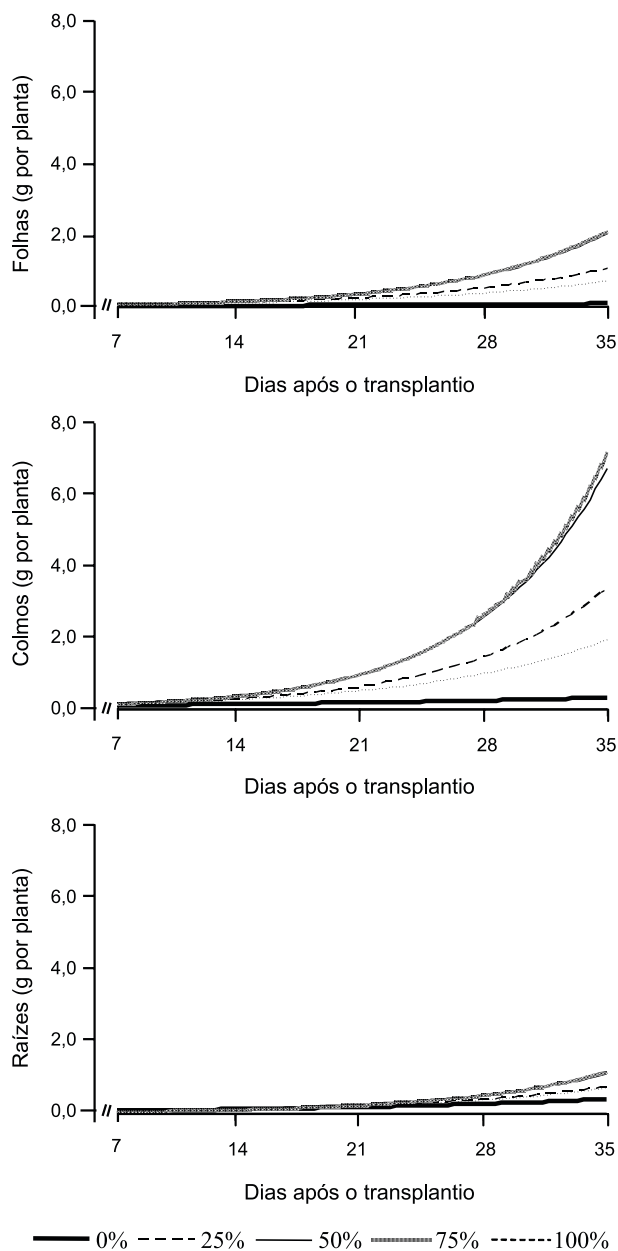 8,0
6,0
4,0
2,0
0,0
Folhas (g por planta)
7 14 21 28 35
Dias após o transplantio
8,0
6,0
4,0
2,0
0,0
Colmos (g por planta)
7 14 21 28 35
Dias após o transplantio
8,0
6,0
4,0
2,0
0,0
Raízes (g por planta)
7 14 21 28 35
Dias após o transplantio
0% 25% 50% 75% 100%